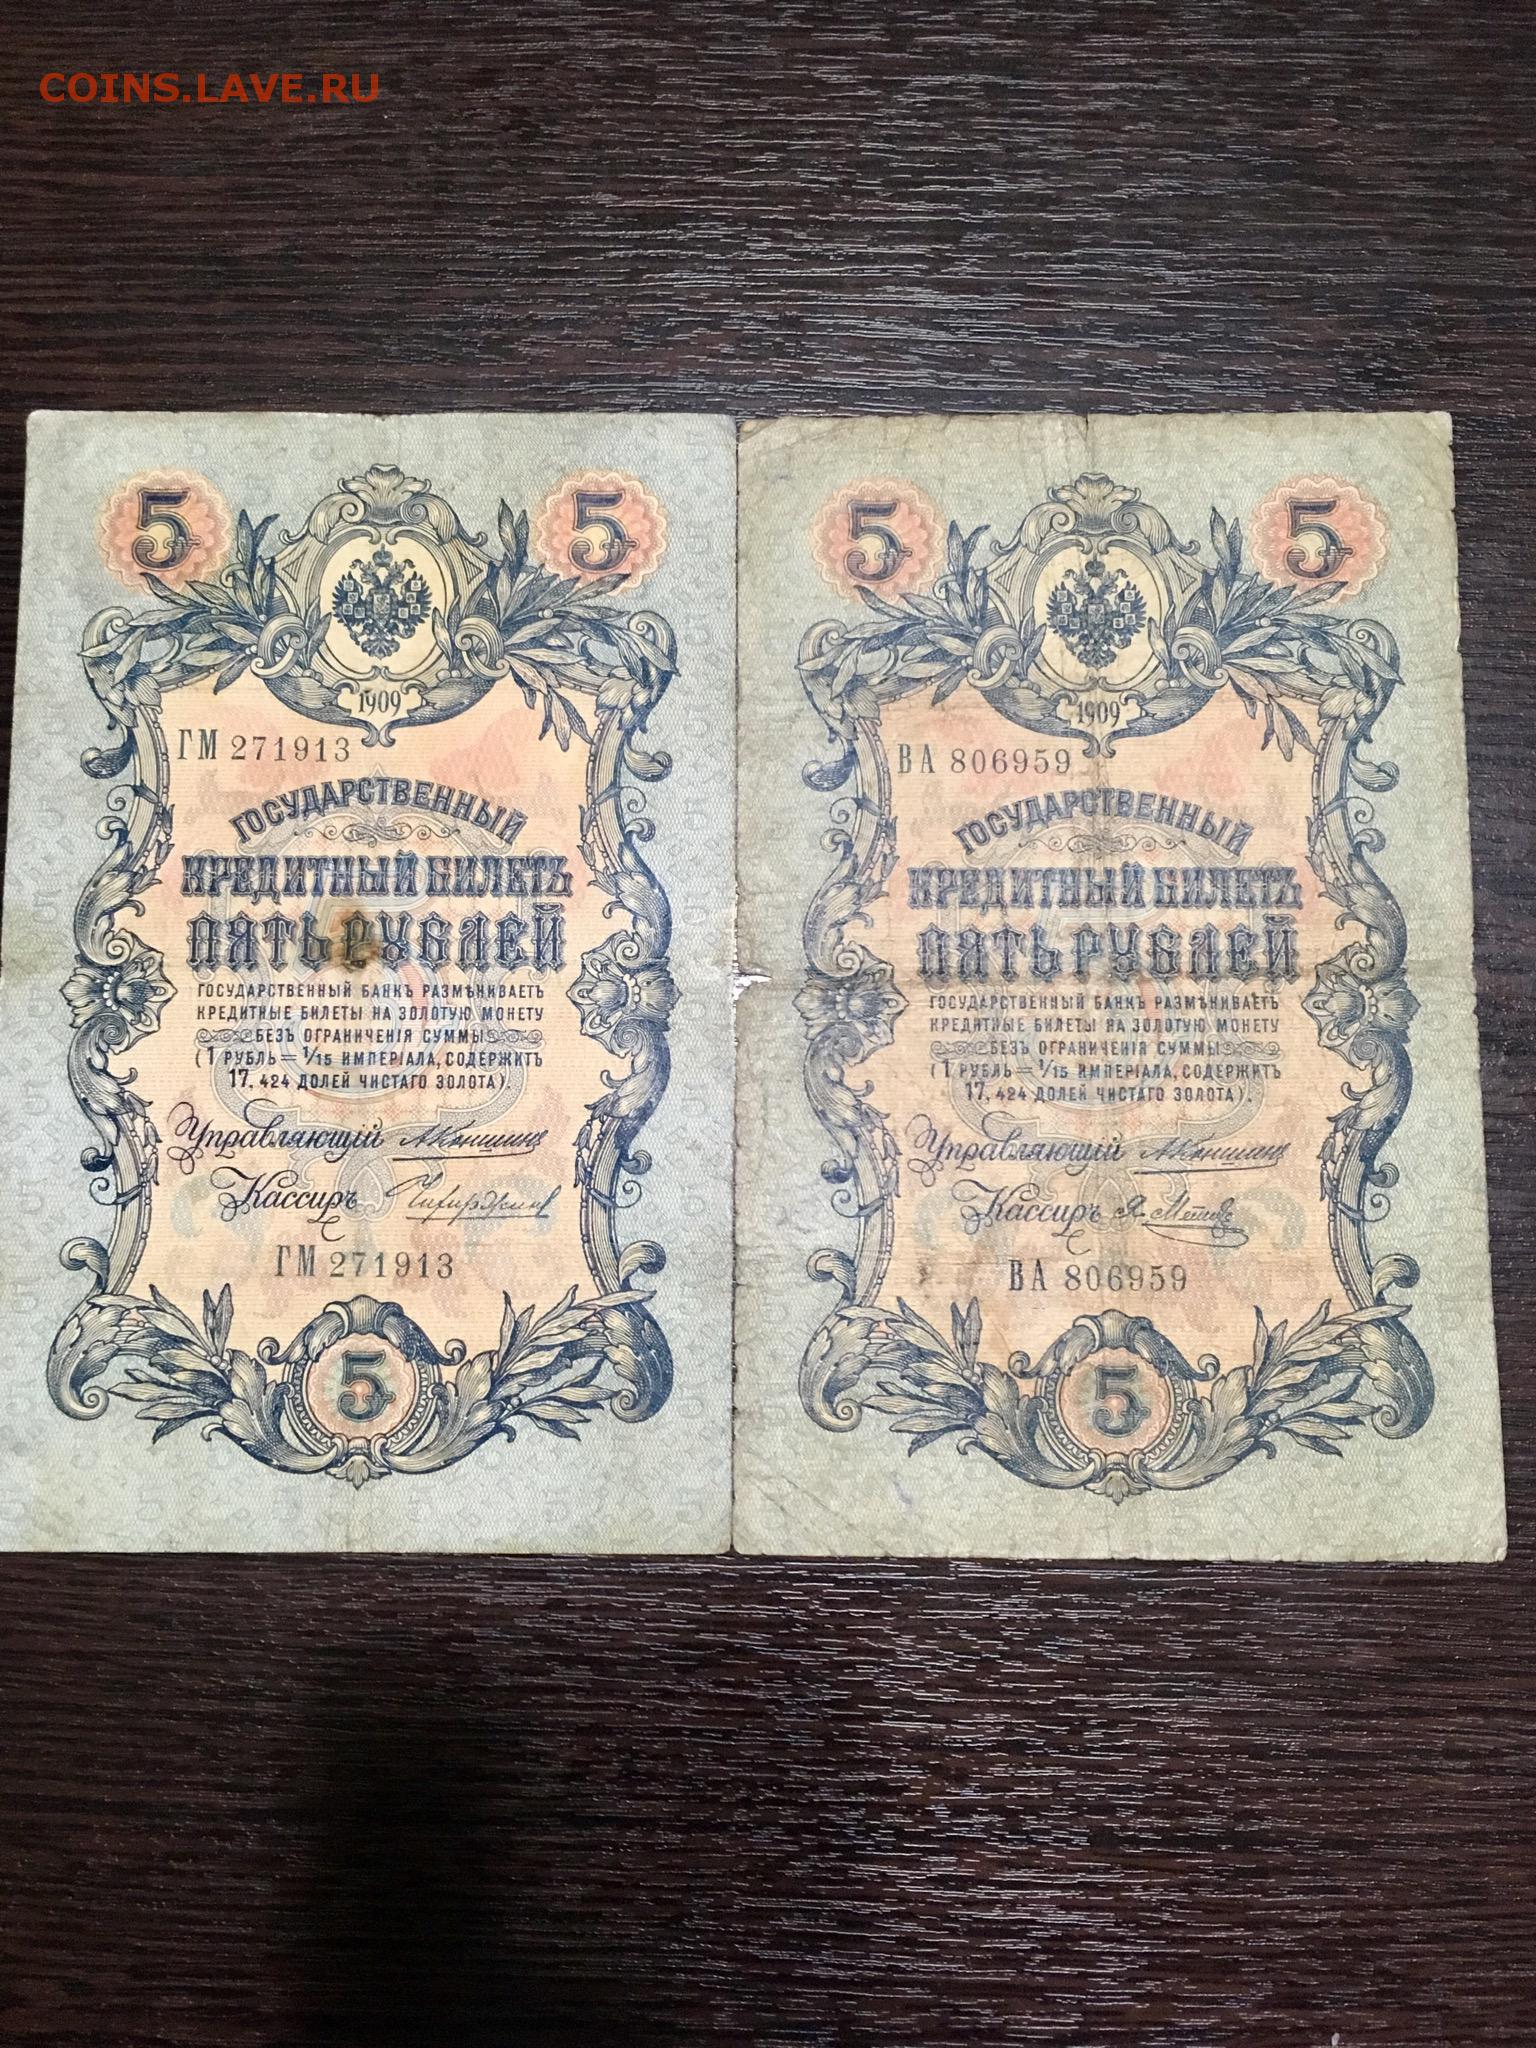 COINS.LAVE.RU
5 5
1909
ГМ 271913
ГОСУДАРСТВЕННЫЙ
КРЕДИТНЫЙ БИЛЕТЪ
ПЯТЬ РУБЛЕЙ
ГОСУДАРСТВЕННЫЙ БАНКЪ РАЗМѢНИВАЕТЪ
КРЕДИТНЫЕ БИЛЕТЫ НА ЗОЛОТУЮ МОНЕТУ
БЕЗЪ ОГРАНИЧЕНІЯ СУММЫ
(1 РУБЛЬ = 1/15 ИМПЕРІАЛА, СОДЕРЖИТЪ
17,424 ДОЛЕЙ ЧИСТАГО ЗОЛОТА).
Управляющій АКоншинъ
Кассиръ
ГМ 271913
5
5 5
1909
ВА 806959
ГОСУДАРСТВЕННЫЙ
КРЕДИТНЫЙ БИЛЕТЪ
ПЯТЬ РУБЛЕЙ
ГОСУДАРСТВЕННЫЙ БАНКЪ РАЗМѢНИВАЕТЪ
КРЕДИТНЫЕ БИЛЕТЫ НА ЗОЛОТУЮ МОНЕТУ
БЕЗЪ ОГРАНИЧЕНІЯ СУММЫ
(1 РУБЛЬ = 1/15 ИМПЕРІАЛА, СОДЕРЖИТЪ
17,424 ДОЛЕЙ ЧИСТАГО ЗОЛОТА).
Управляющій АКоншинъ
Кассиръ Я. Метцъ
ВА 806959
5